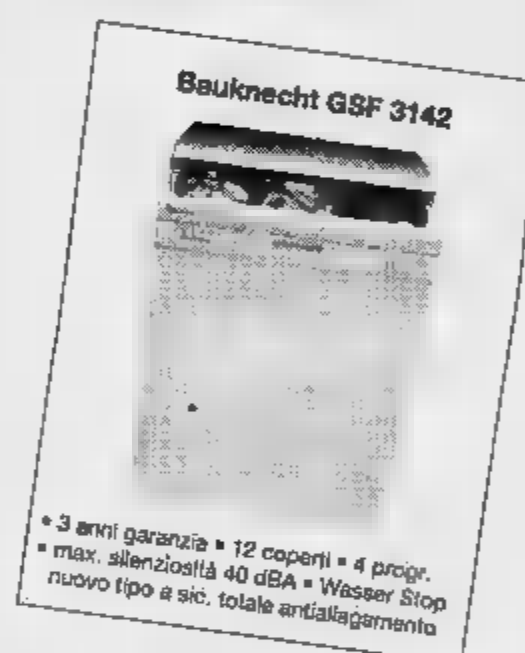 Bauknecht GSF 3142
• 3 anni garanzia ▪ 12 coperti ▪ 4 progr.
▪ max. silenziosità 40 dBA ▪ Wasser Stop
nuovo tipo a sic. totale antiallagamento